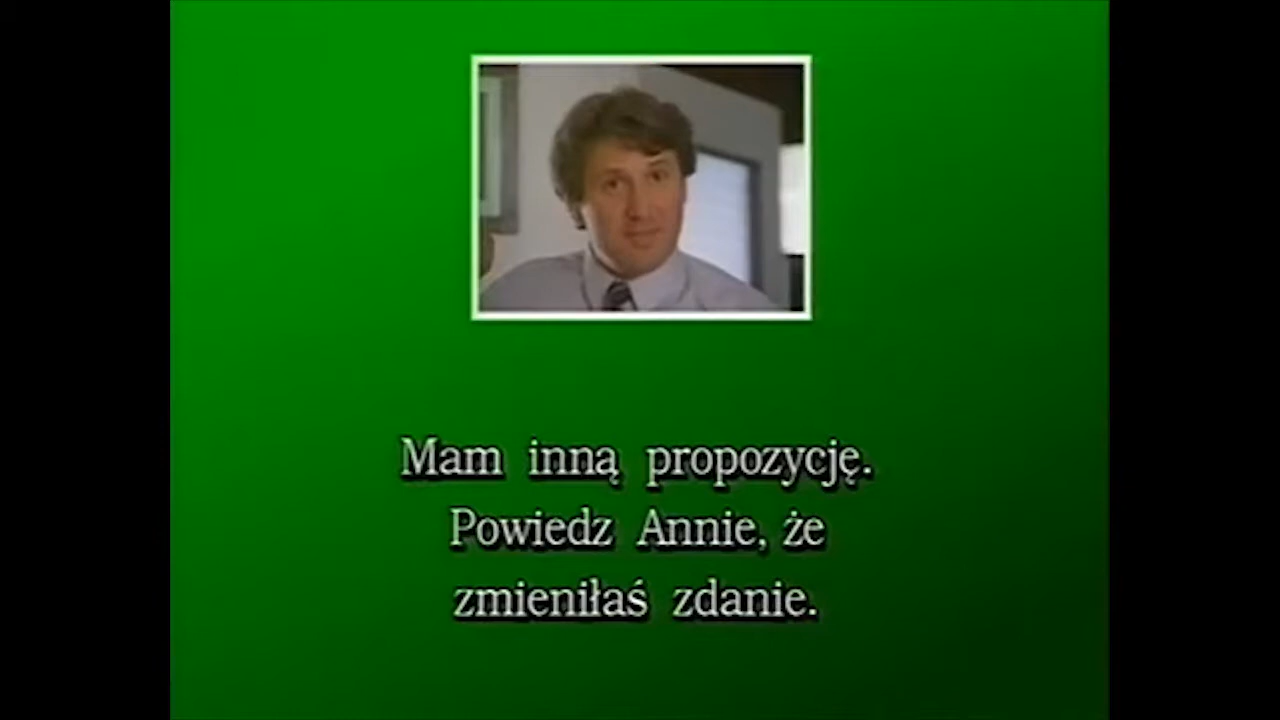 Mam inną propozycję.
Powiedz Annie, że
zmieniłaś zdanie.